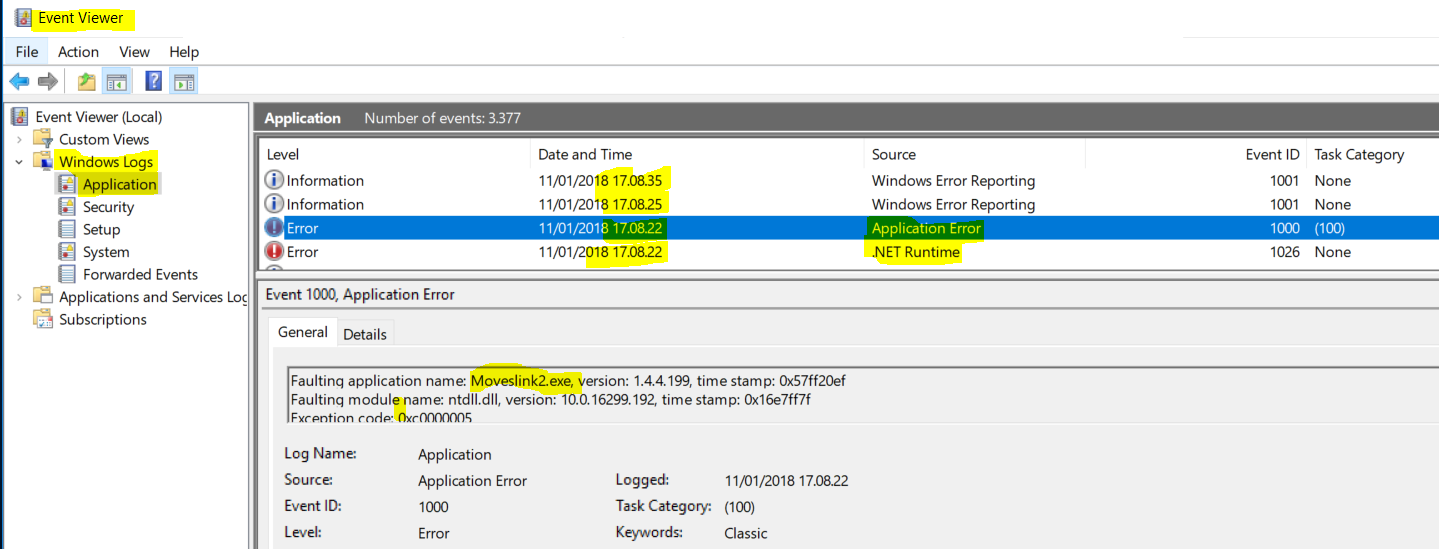 Event Viewer
File Action View Help
Event Viewer (Local)
Custom Views
Windows Logs
Application
Security
Setup
System
Forwarded Events
Applications and Services Log
Subscriptions
Application Number of events: 3.377
Level Date and Time Source Event ID Task Category
Information 11/01/2018 17.08.35 Windows Error Reporting 1001 None
Information 11/01/2018 17.08.25 Windows Error Reporting 1001 None
Error 11/01/2018 17.08.22 Application Error 1000 (100)
Error 11/01/2018 17.08.22 .NET Runtime 1026 None
Event 1000, Application Error
General Details
Faulting application name: Moveslink2.exe, version: 1.4.4.199, time stamp: 0x57ff20ef
Faulting module name: ntdll.dll, version: 10.0.16299.192, time stamp: 0x16e7ff7f
Exception code: 0xc0000005
Log Name: Application
Source: Application Error Logged: 11/01/2018 17.08.22
Event ID: 1000 Task Category: (100)
Level: Error Keywords: Classic